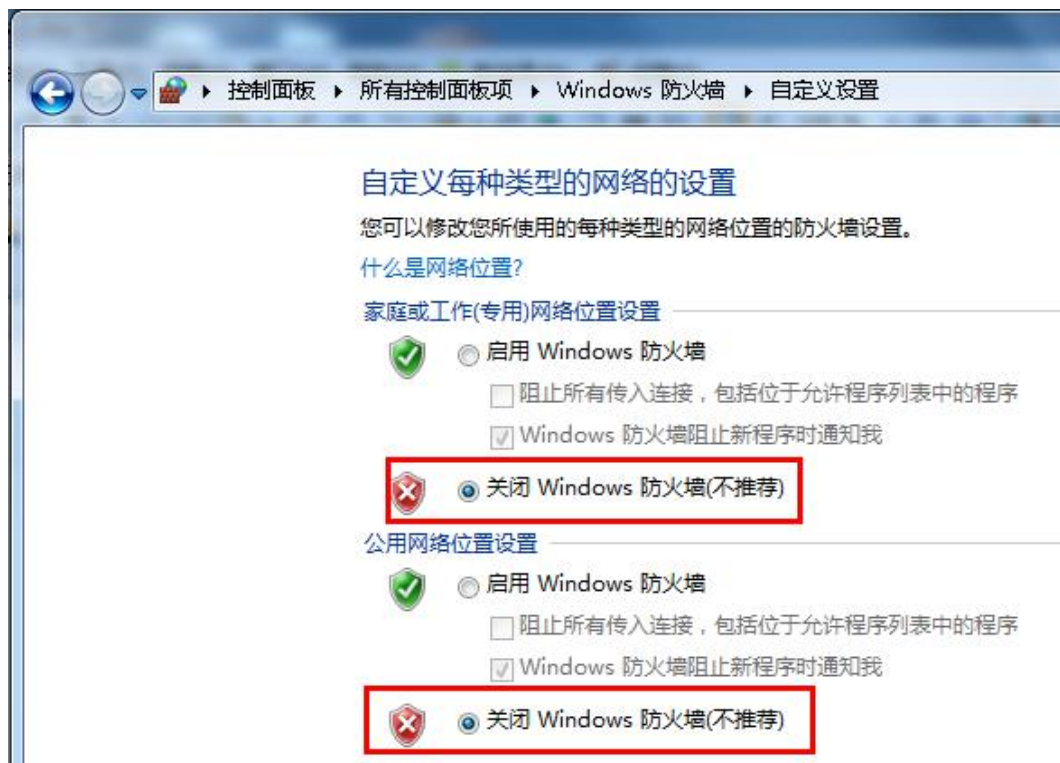 控制面板 ▸ 所有控制面板项 ▸ Windows 防火墙 ▸ 自定义设置
自定义每种类型的网络的设置
您可以修改您所使用的每种类型的网络位置的防火墙设置。
什么是网络位置?
家庭或工作(专用)网络位置设置
启用 Windows 防火墙
阻止所有传入连接，包括位于允许程序列表中的程序
Windows 防火墙阻止新程序时通知我
关闭 Windows 防火墙(不推荐)
公用网络位置设置
启用 Windows 防火墙
阻止所有传入连接，包括位于允许程序列表中的程序
Windows 防火墙阻止新程序时通知我
关闭 Windows 防火墙(不推荐)